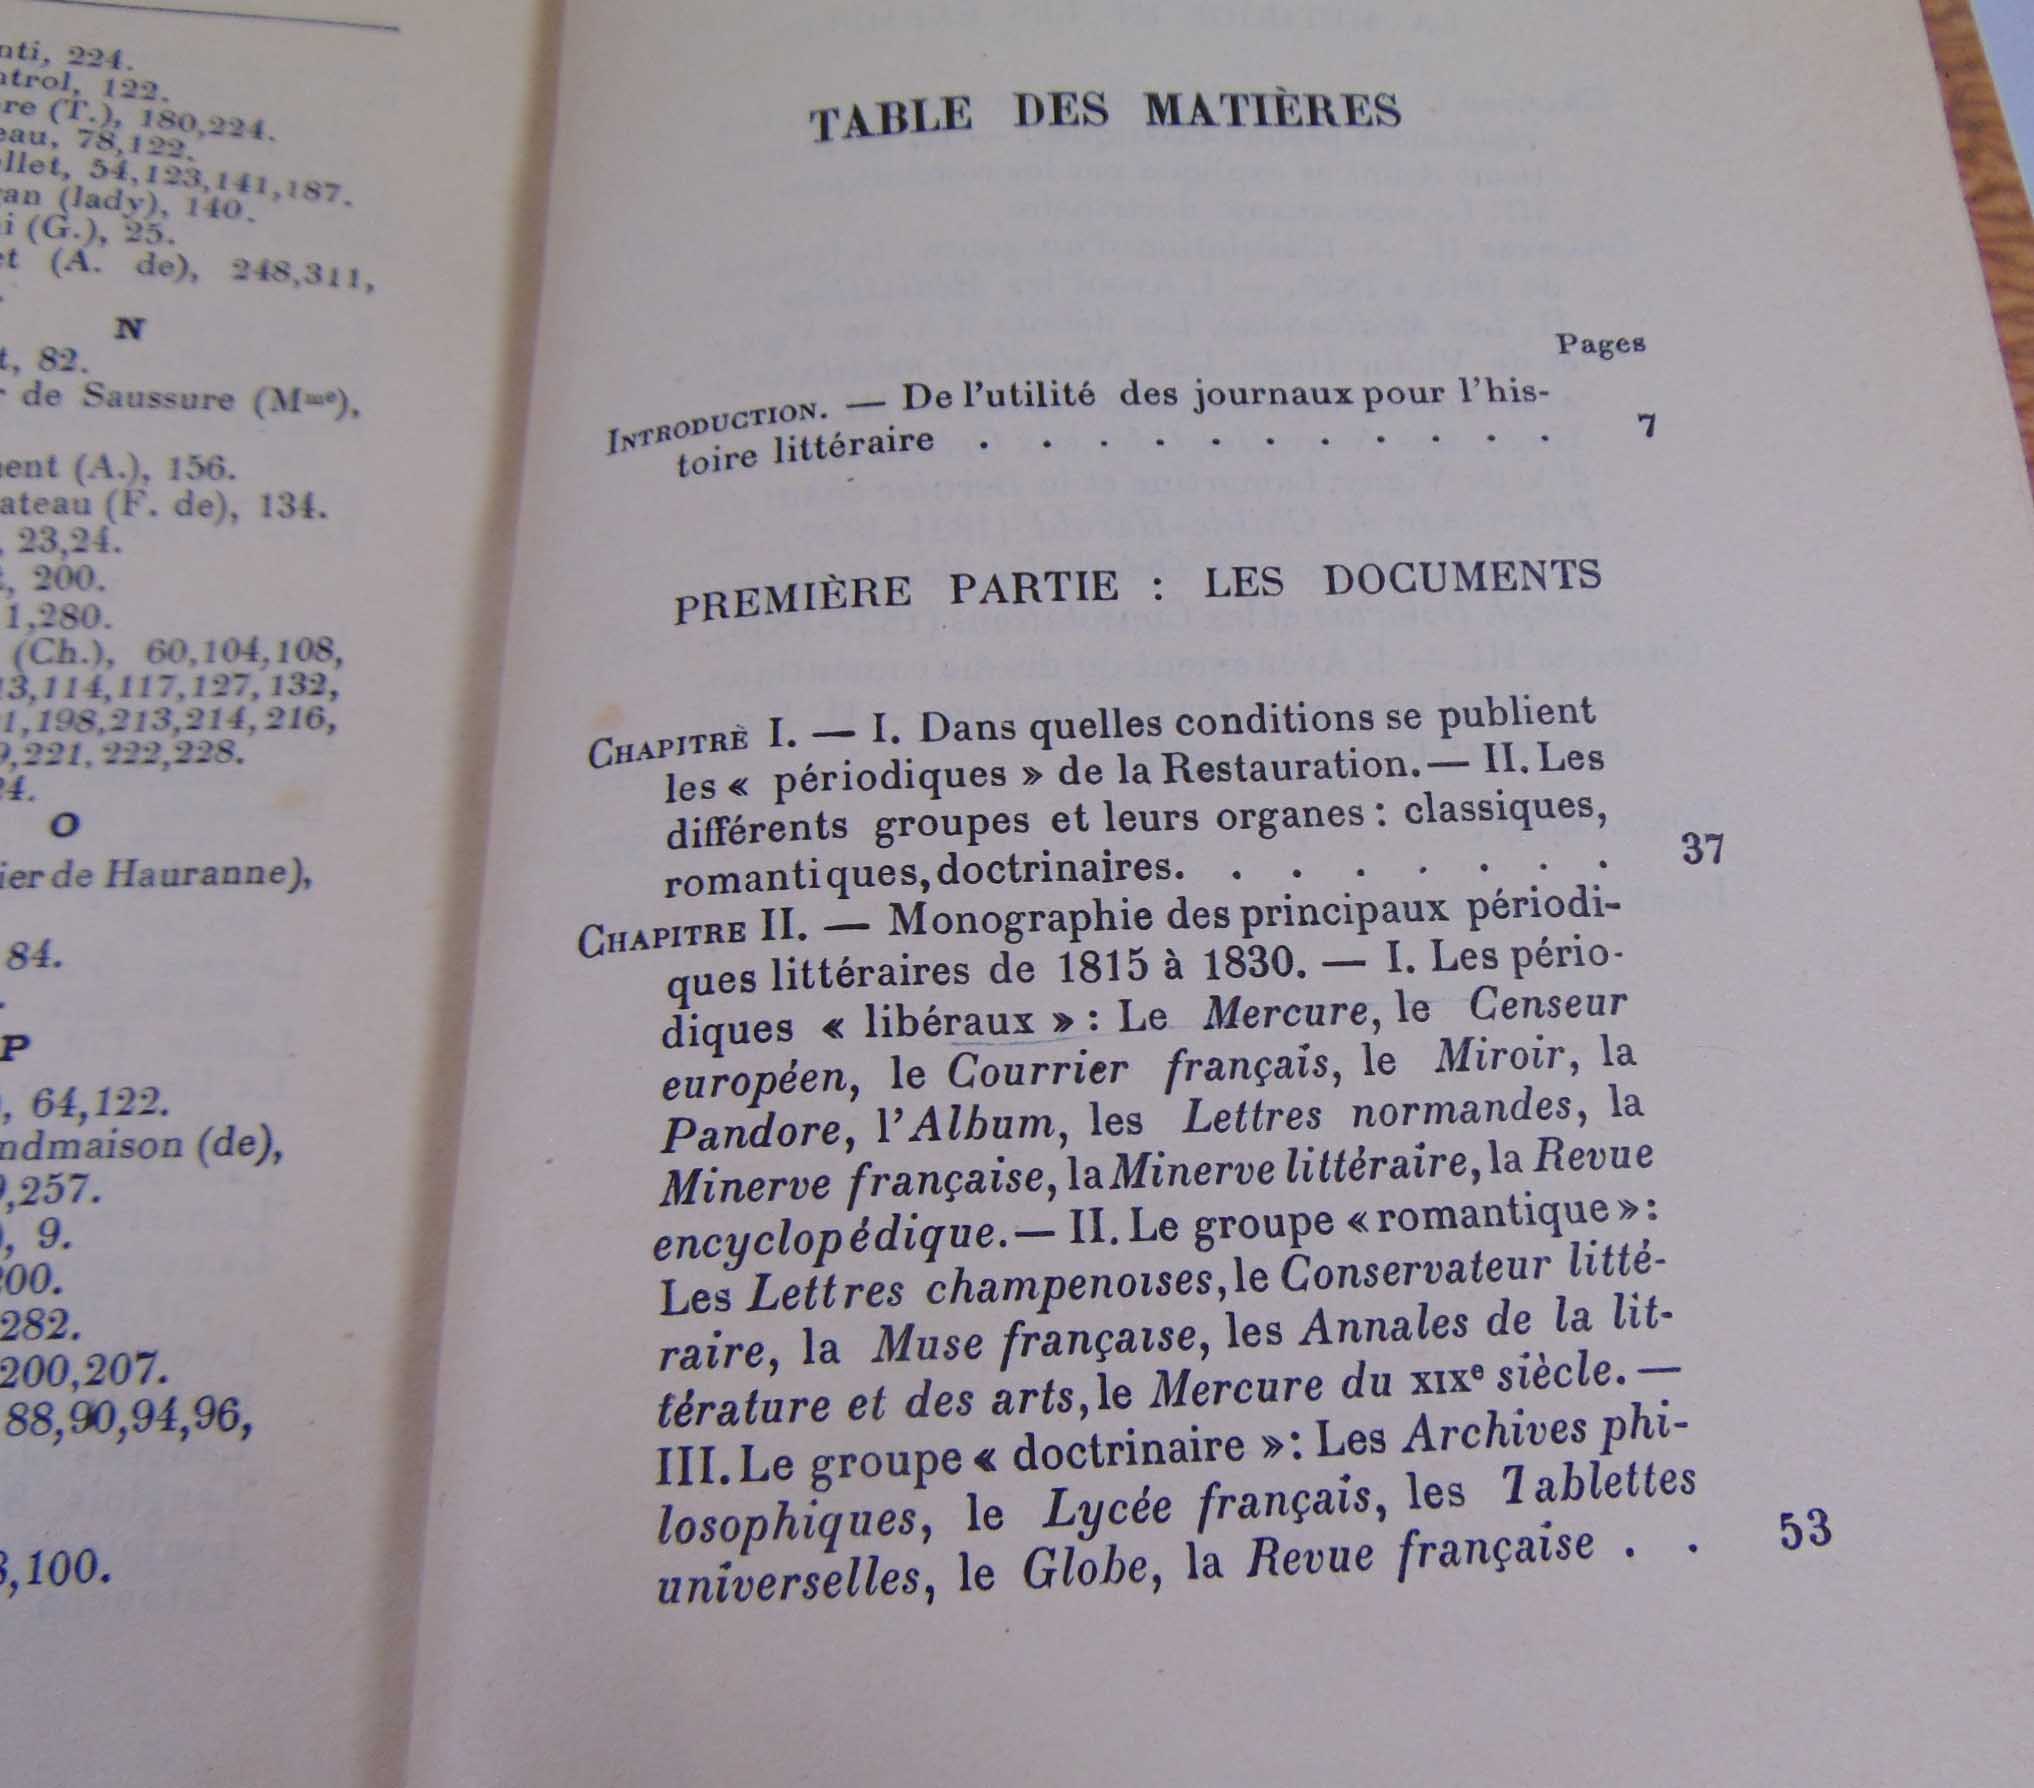 nti, 224.
ntrol, 122.
re (T.), 180,224.
eau, 78,122.
llet, 54,123,141,187.
an (lady), 140.
i (G.), 25.
et (A. de), 248,311,
N
t, 82.
r de Saussure (Mme),
ent (A.), 156.
ateau (F. de), 134.
, 23,24.
t, 200.
1,280.
(Ch.), 60,104,108,
13,114,117,127,132,
1,198,213,214,216,
9,221,222,228.
24.
O
ier de Hauranne),
84.
P
, 64,122.
ndmaison (de),
9,257.
, 9.
200.
282.
200,207.
88,90,94,96,
3,100.
TABLE DES MATIÈRES
Pages
INTRODUCTION. — De l'utilité des journaux pour l'his-
toire littéraire . . . . . . . . . . . 7
PREMIÈRE PARTIE : LES DOCUMENTS
CHAPITRE I. — I. Dans quelles conditions se publient
les « périodiques » de la Restauration. — II. Les
différents groupes et leurs organes : classiques,
romantiques, doctrinaires. . . . . . . . 37
CHAPITRE II. — Monographie des principaux périodi-
ques littéraires de 1815 à 1830. — I. Les pério-
diques « libéraux » : Le Mercure, le Censeur
européen, le Courrier français, le Miroir, la
Pandore, l'Album, les Lettres normandes, la
Minerve française, la Minerve littéraire, la Revue
encyclopédique. — II. Le groupe « romantique » :
Les Lettres champenoises, le Conservateur litté-
raire, la Muse française, les Annales de la lit-
térature et des arts, le Mercure du XIXe siècle. —
III. Le groupe « doctrinaire » : Les Archives phi-
losophiques, le Lycée français, les Tablettes
universelles, le Globe, la Revue française . . 53